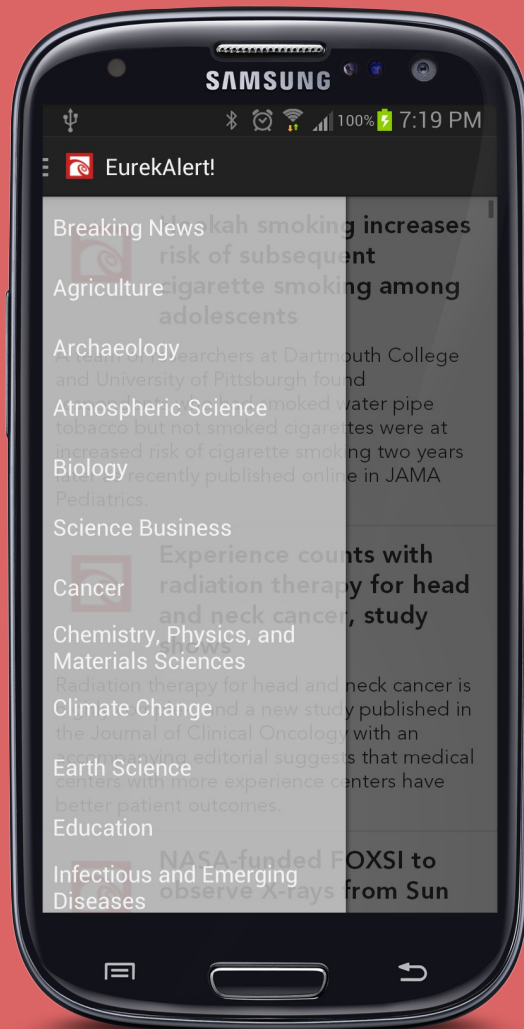 SAMSUNG
100%
7:19 PM
EurekAlert!
Breaking News
Agriculture
Archaeology
Atmospheric Science
Biology
Science Business
Cancer
Chemistry, Physics, and
Materials Sciences
Climate Change
Earth Science
Education
Infectious and Emerging
Diseases
Hookah smoking increases
risk of subsequent
cigarette smoking among
adolescents
A team of researchers at Dartmouth College
and University of Pittsburgh found
smoked water pipe
tobacco but not smoked cigarettes were at
increased risk of cigarette smoking two years
later as recently published online in JAMA
Pediatrics.
Experience counts with
radiation therapy for head
and neck cancer, study
shows
Radiation therapy for head and neck cancer is
and a new study published in
the Journal of Clinical Oncology with an
accompanying editorial suggests that medical
centers with more experience centers have
better patient outcomes.
NASA-funded FOXSI to
observe X-rays from Sun